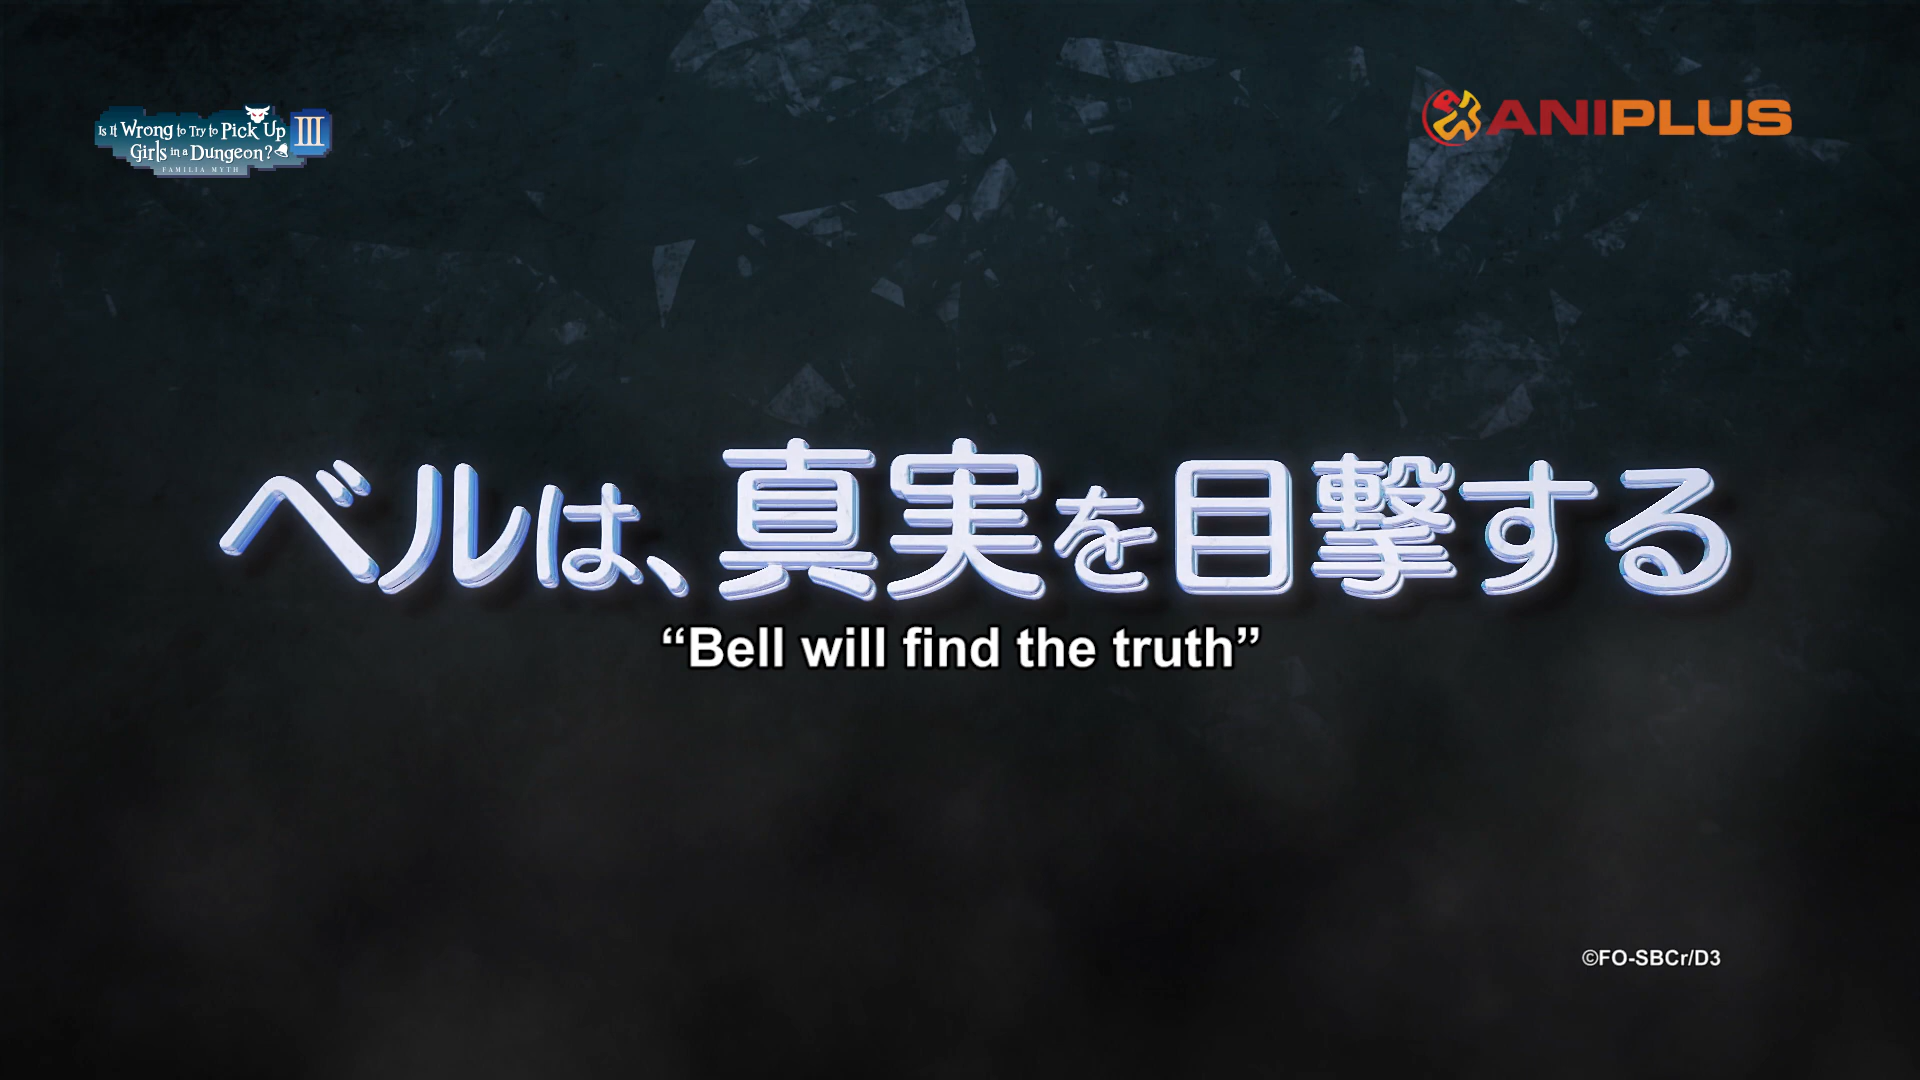 Is It Wrong to Try to Pick Up
Girls in a Dungeon? III
FAMILIA MYTH
ANIPLUS
ベルは、真実を目撃する
“Bell will find the truth”
©FO-SBCr/D3